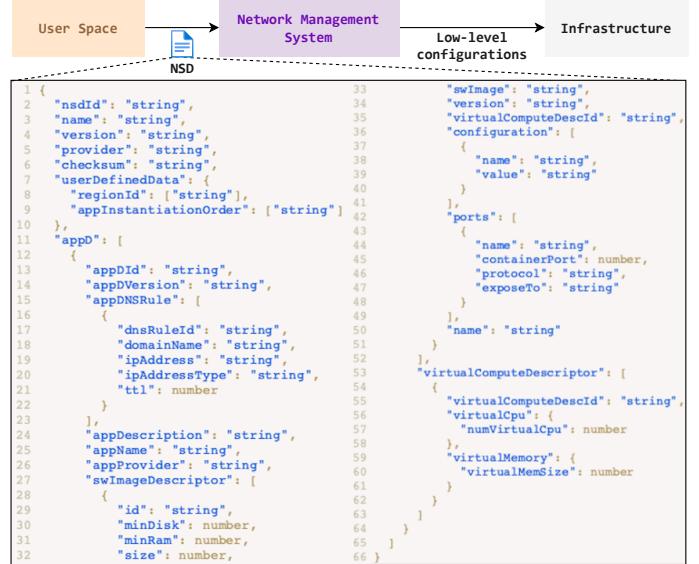 User Space
Network Management
System
Infrastructure
Low-level
configurations
NSD
1 {
2 "nsdId": "string",
3 "name": "string",
4 "version": "string",
5 "provider": "string",
6 "checksum": "string",
7 "userDefinedData": {
8 "regionId": ["string"],
9 "appInstantiationOrder": ["string"]
10 },
11 "appD": [
12 {
13 "appDId": "string",
14 "appDVersion": "string",
15 "appDNSRule": [
16 {
17 "dnsRuleId": "string",
18 "domainName": "string",
19 "ipAddress": "string",
20 "ipAddressType": "string",
21 "ttl": number
22 }
23 ],
24 "appDescription": "string",
25 "appName": "string",
26 "appProvider": "string",
27 "swImageDescriptor": [
28 {
29 "id": "string",
30 "minDisk": number,
31 "minRam": number,
32 "size": number,
33 "swImage": "string",
34 "version": "string",
35 "virtualComputeDescId": "string",
36 "configuration": [
37 {
38 "name": "string",
39 "value": "string"
40 }
41 ],
42 "ports": [
43 {
44 "name": "string",
45 "containerPort": number,
46 "protocol": "string",
47 "exposeTo": "string"
48 }
49 ],
50 "name": "string"
51 }
52 ],
53 "virtualComputeDescriptor": [
54 {
55 "virtualComputeDescId": "string",
56 "virtualCpu": {
57 "numVirtualCpu": number
58 },
59 "virtualMemory": {
60 "virtualMemSize": number
61 }
62 }
63 ]
64 }
65 ]
66 }